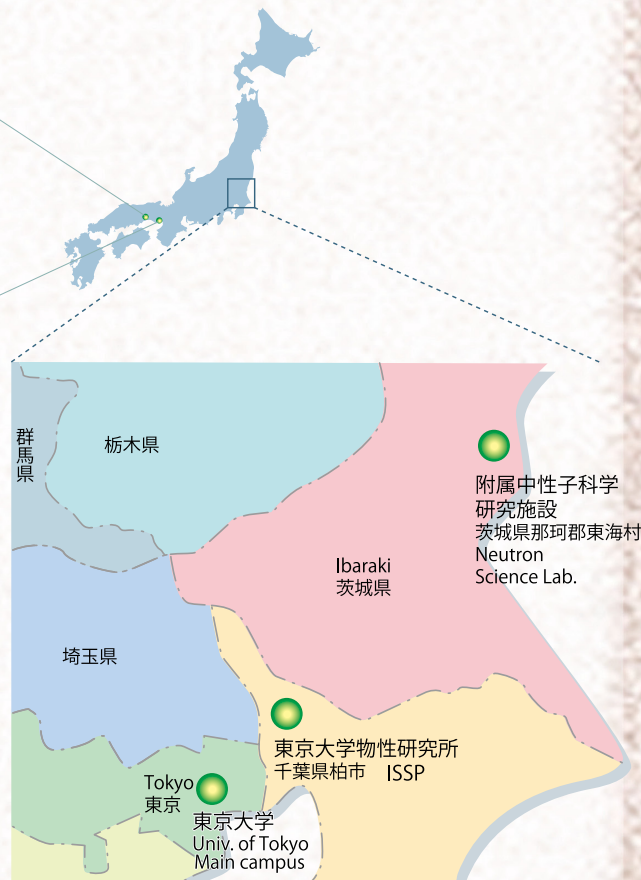 群馬県
栃木県
附属中性子科学
研究施設
茨城県那珂郡東海村
Neutron
Science Lab.
Ibaraki
茨城県
埼玉県
東京大学物性研究所
千葉県柏市 ISSP
Tokyo
東京
東京大学
Univ. of Tokyo
Main campus